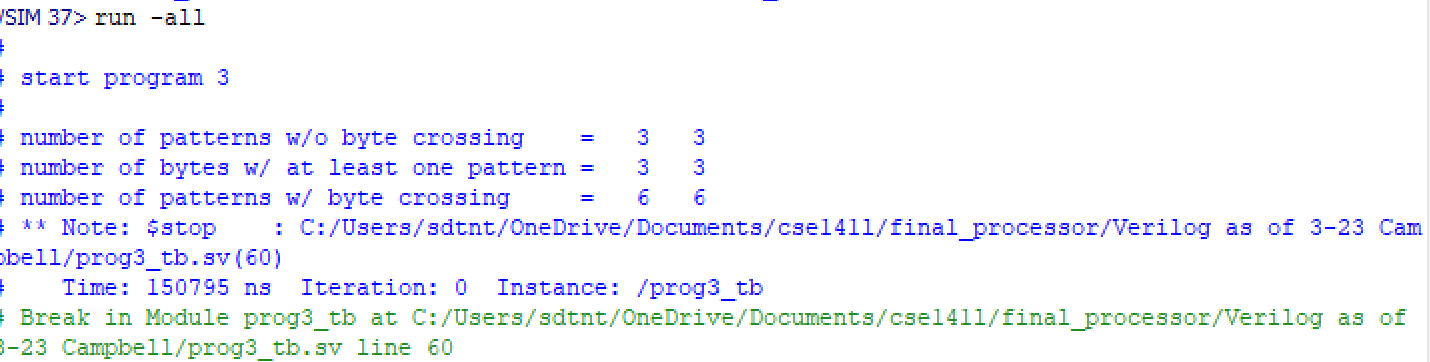 VSIM 37> run -all
#
# start program 3
#
# number of patterns w/o byte crossing    =   3   3
# number of bytes w/ at least one pattern =   3   3
# number of patterns w/ byte crossing     =   6   6
# ** Note: $stop    : C:/Users/sdtnt/OneDrive/Documents/cse141l/final_processor/Verilog as of 3-23 Cam
pbell/prog3_tb.sv(60)
#    Time: 150795 ns  Iteration: 0  Instance: /prog3_tb
# Break in Module prog3_tb at C:/Users/sdtnt/OneDrive/Documents/cse141l/final_processor/Verilog as of
3-23 Campbell/prog3_tb.sv line 60